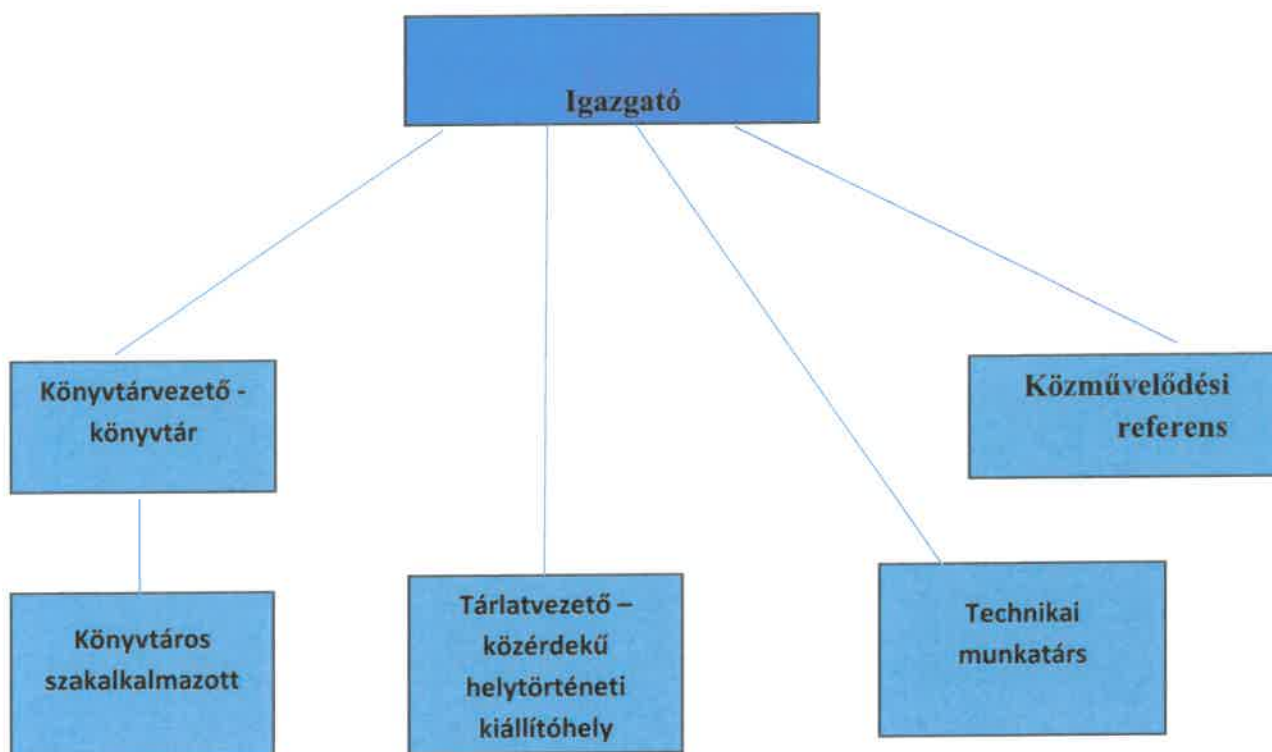 Igazgató
Könyvtárvezető -
könyvtár
Közművelődési
referens
Könyvtáros
szakalkalmazott
Tárlatvezető –
közérdekű
helytörténeti
kiállítóhely
Technikai
munkatárs